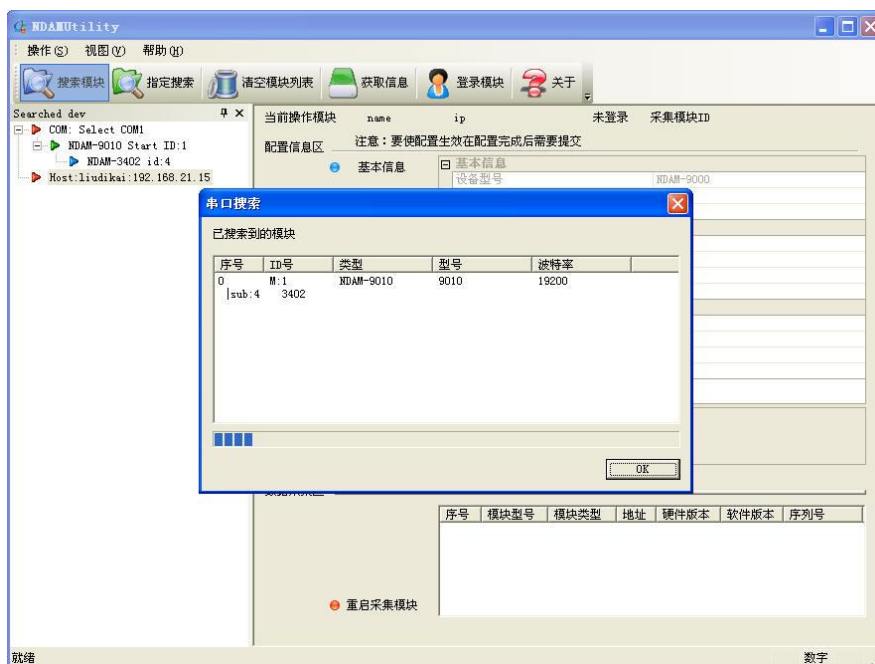 NDAMUtility
操作(S) 视图(V) 帮助(H)
搜索模块 指定搜索 清空模块列表 获取信息 登录模块 关于
Searched dev
COM: Select COM1
NDAM-9010 Start ID:1
NDAM-3402 id:4
Host:liudikai:192.168.21.15
当前操作模块 name ip 未登录 采集模块ID
配置信息区 注意：要使配置生效在配置完成后需要提交
基本信息 基本信息
设备型号 NDAM-9000
串口搜索
已搜索到的模块
序号 ID号 类型 型号 波特率
0 M:1 NDAM-9010 9010 19200
|sub:4 3402
OK
序号 模块型号 模块类型 地址 硬件版本 软件版本 序列号
重启采集模块
就绪 数字